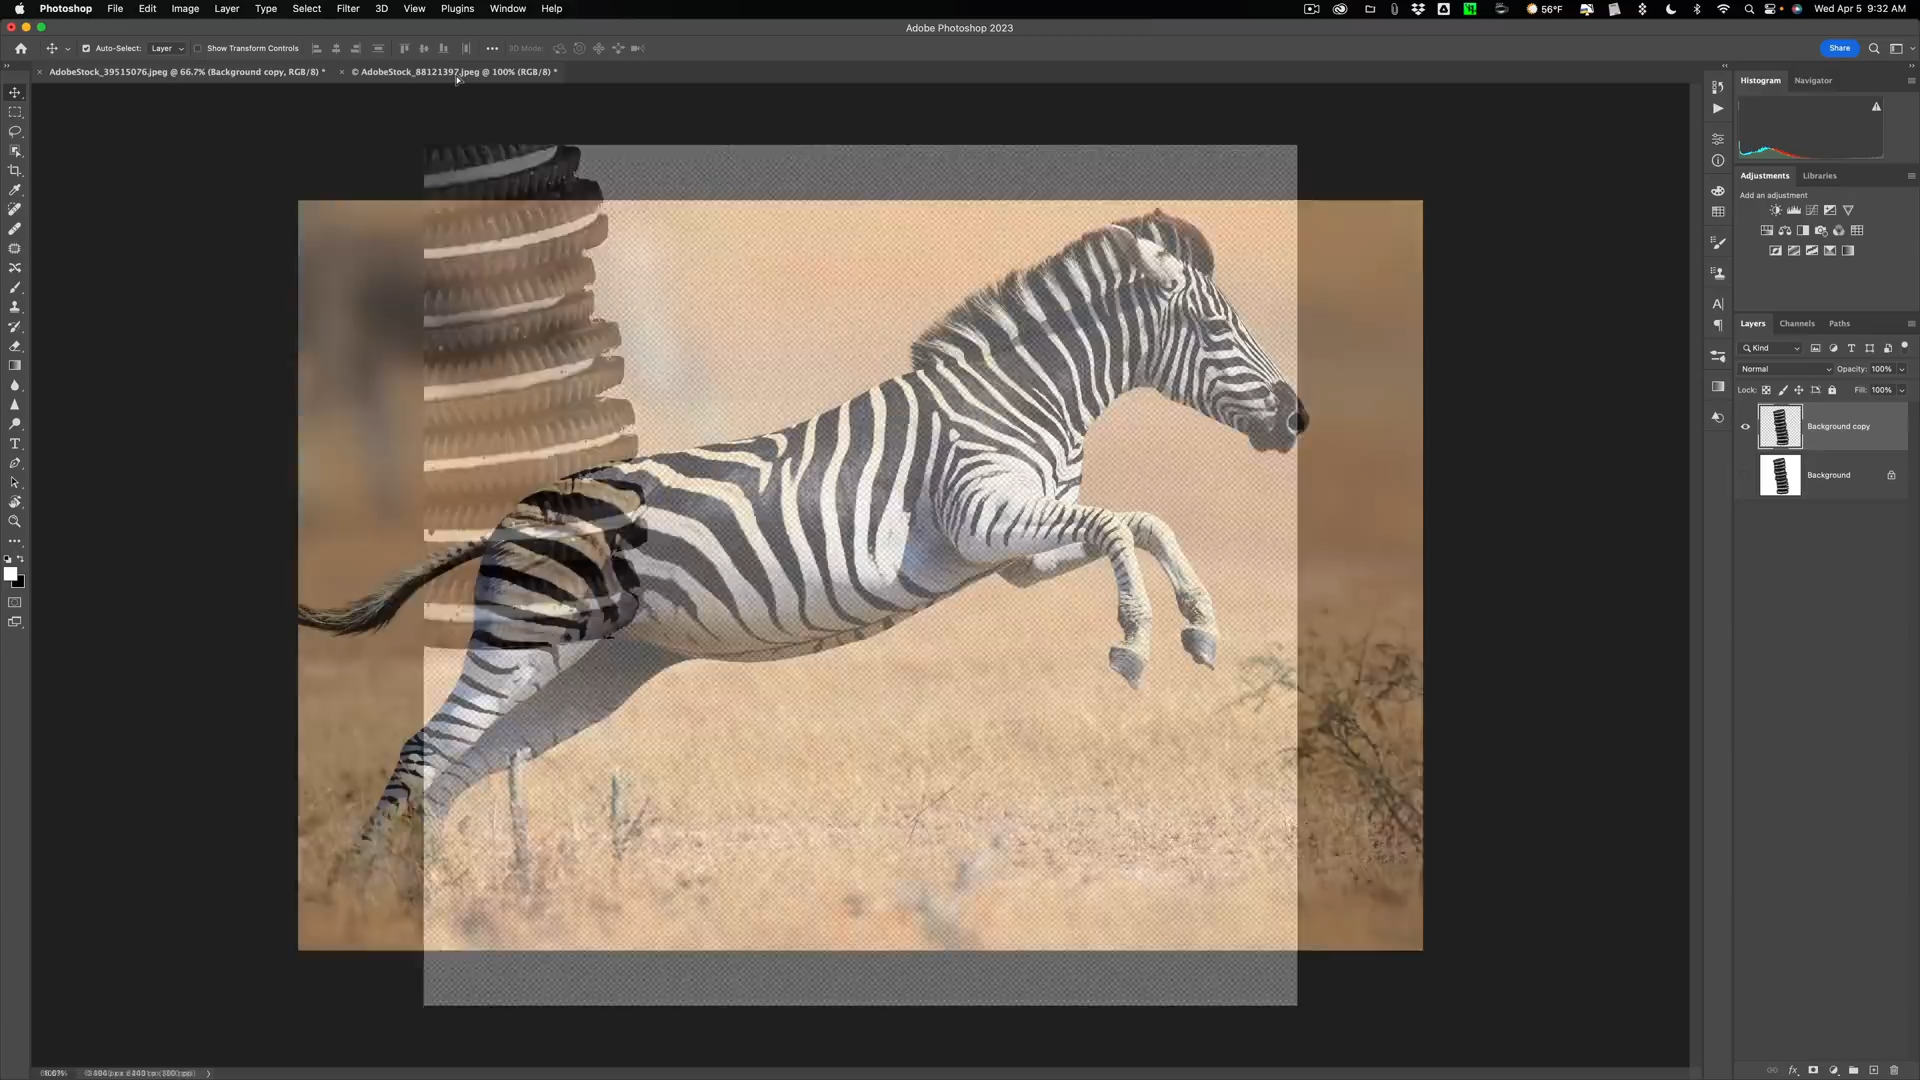 Photoshop File Edit Image Layer Type Select Filter 3D View Plugins Window Help
56°F Wed Apr 5 9:32 AM
Adobe Photoshop 2023
Auto-Select: Layer Show Transform Controls 3D Mode: Share
AdobeStock_39515076.jpeg @ 66.7% (Background copy, RGB/8) * © AdobeStock_88121397.jpeg @ 100% (RGB/8) *
Histogram Navigator
Adjustments Libraries
Add an adjustment
Layers Channels Paths
Kind
Normal Opacity: 100%
Lock: Fill: 100%
Background copy
Background